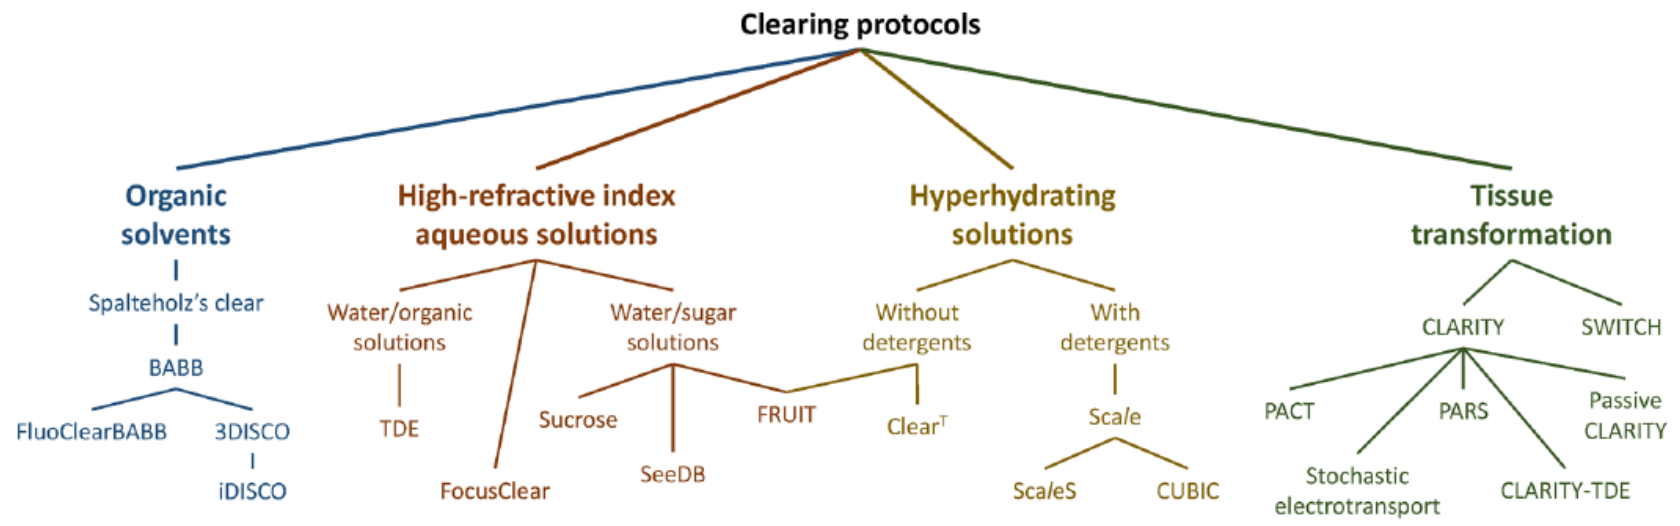 Clearing protocols
Organic
solvents
High-refractive index
aqueous solutions
Hyperhydrating
solutions
Tissue
transformation
Spalteholz's clear
BABB
FluoClearBABB
3DISCO
iDISCO
Water/organic
solutions
TDE
FocusClear
Water/sugar
solutions
Sucrose
SeeDB
FRUIT
Without
detergents
Clearᵀ
With
detergents
Scale
ScaleS
CUBIC
CLARITY
SWITCH
PACT
Stochastic
electrotransport
PARS
CLARITY-TDE
Passive
CLARITY